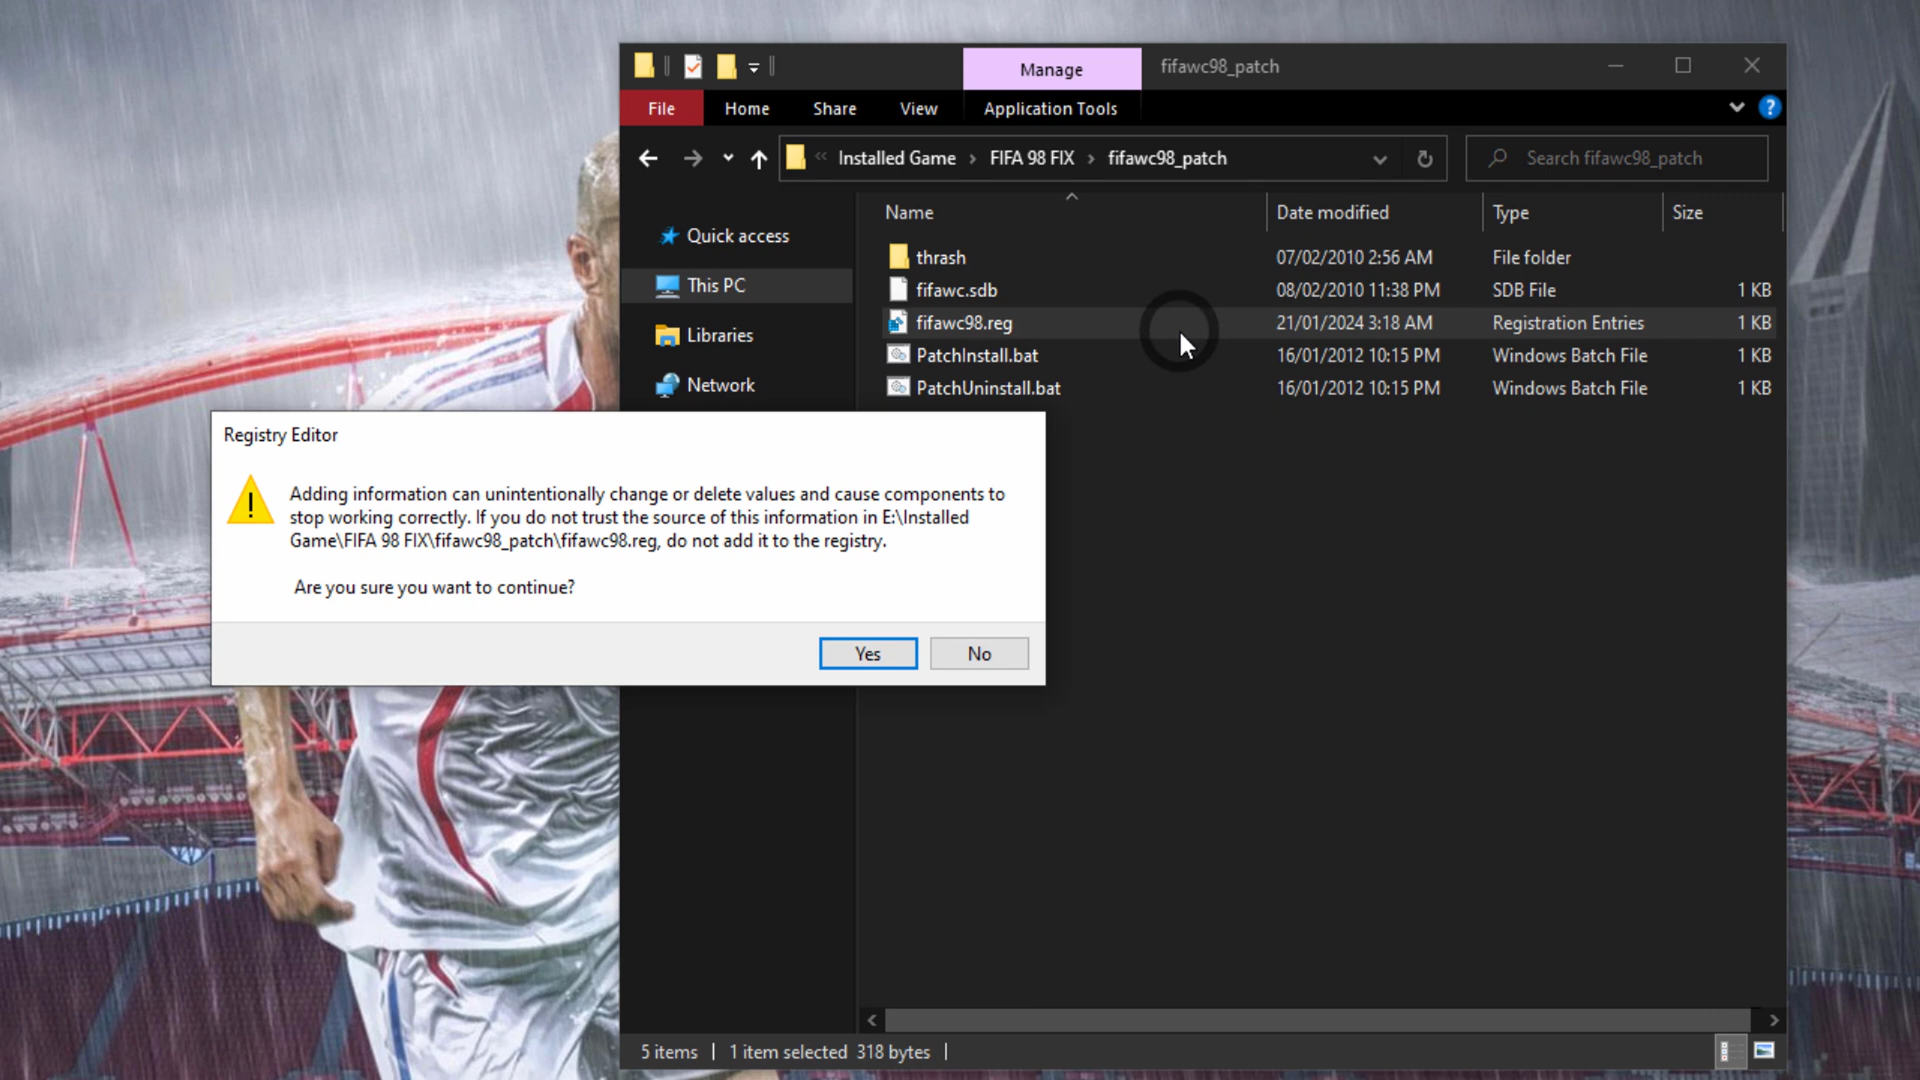 Manage
fifawc98_patch
File
Home
Share
View
Application Tools
?
Installed Game
FIFA 98 FIX
fifawc98_patch
Search fifawc98_patch
Name
Date modified
Type
Size
Quick access
This PC
Libraries
Network
thrash 07/02/2010 2:56 AM File folder
fifawc.sdb 08/02/2010 11:38 PM SDB File 1 KB
fifawc98.reg 21/01/2024 3:18 AM Registration Entries 1 KB
PatchInstall.bat 16/01/2012 10:15 PM Windows Batch File 1 KB
PatchUninstall.bat 16/01/2012 10:15 PM Windows Batch File 1 KB
Registry Editor
Adding information can unintentionally change or delete values and cause components to
stop working correctly. If you do not trust the source of this information in E:\Installed
Game\FIFA 98 FIX\fifawc98_patch\fifawc98.reg, do not add it to the registry.
Are you sure you want to continue?
Yes
No
5 items
1 item selected 318 bytes